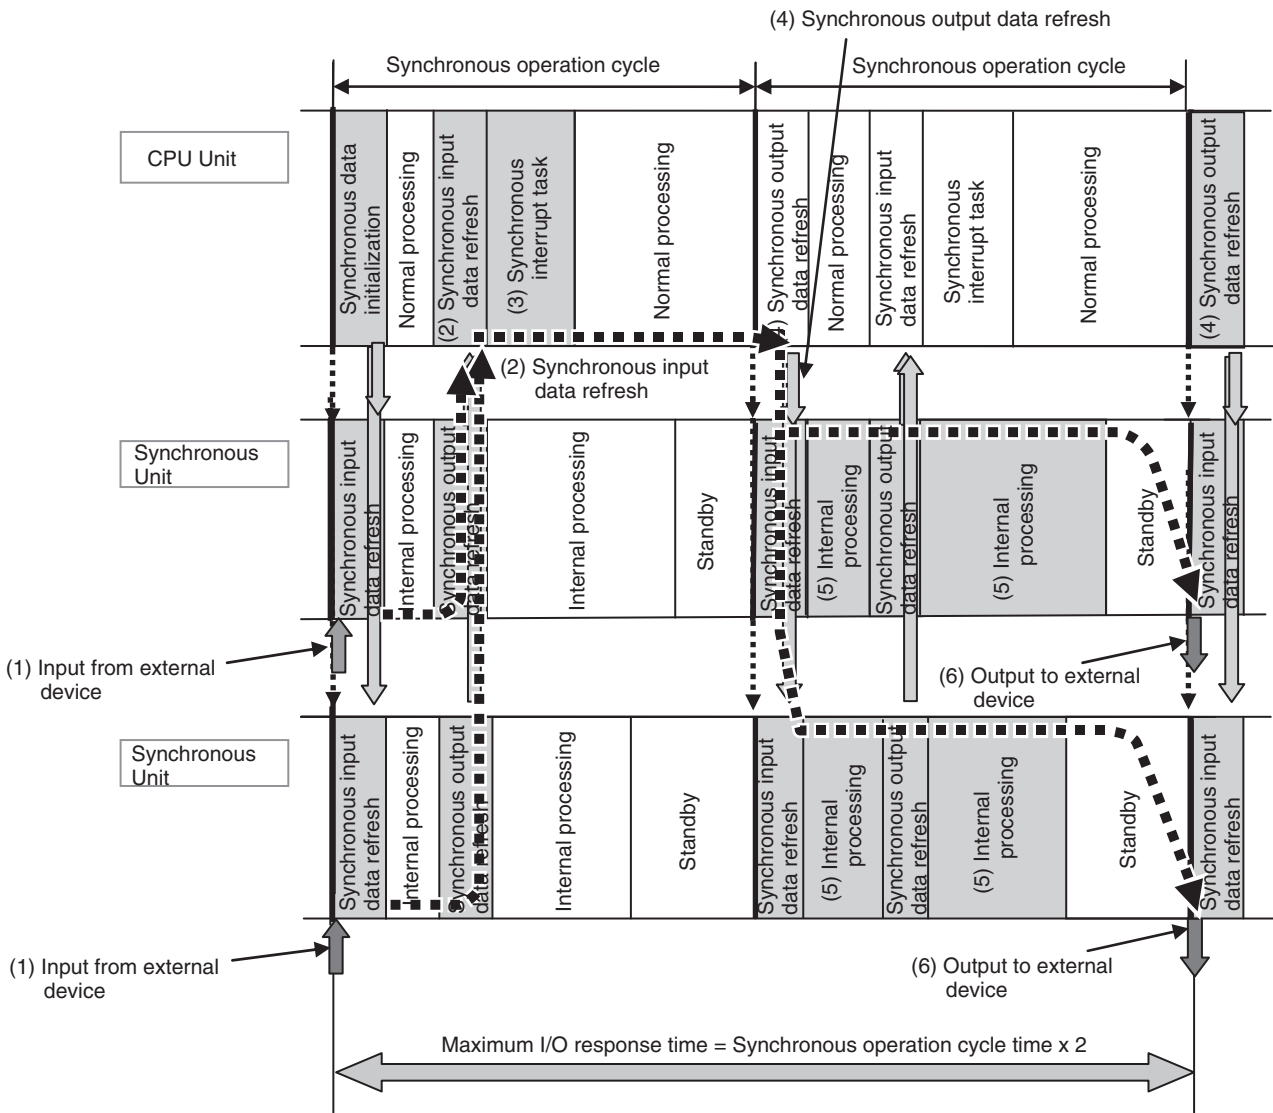 (4) Synchronous output data refresh
Synchronous operation cycle
Synchronous operation cycle
CPU Unit
Synchronous data
initialization
Normal processing
(2) Synchronous input
data refresh
(3) Synchronous
interrupt task
Normal processing
(4) Synchronous output
data refresh
Normal processing
Synchronous input
data refresh
Synchronous
interrupt task
Normal processing
(4) Synchronous output
data refresh
(2) Synchronous input
data refresh
Synchronous
Unit
Synchronous input
data refresh
Internal processing
Synchronous output
data refresh
Internal processing
Standby
Synchronous input
data refresh
(5) Internal
processing
Synchronous output
data refresh
(5) Internal
processing
Standby
Synchronous input
data refresh
(1) Input from external
device
(6) Output to external
device
Synchronous
Unit
Synchronous input
data refresh
Internal processing
Synchronous output
data refresh
Internal processing
Standby
Synchronous input
data refresh
(5) Internal
processing
Synchronous output
data refresh
(5) Internal
processing
Standby
Synchronous input
data refresh
(1) Input from external
device
(6) Output to external
device
Maximum I/O response time = Synchronous operation cycle time x 2